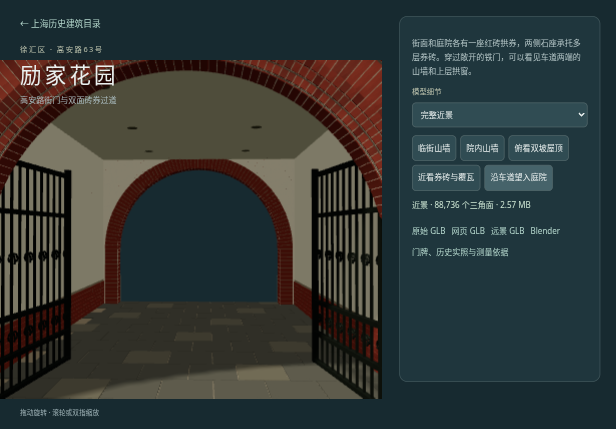 ← 上海历史建筑目录
徐汇区 · 高安路63号
励家花园
高安路街门与双面砖券过道
街面和庭院各有一座红砖拱券，两侧石座承托多
层券砖。穿过敞开的铁门，可以看见车道两端的
山墙和上层拱窗。
模型细节
完整近景
临街山墙 院内山墙 俯看双坡屋顶
近看券砖与覆瓦 沿车道望入庭院
近景 · 88,736 个三角面 · 2.57 MB
原始 GLB 网页 GLB 远景 GLB Blender
门牌、历史实照与测量依据
拖动旋转 · 滚轮或双指缩放